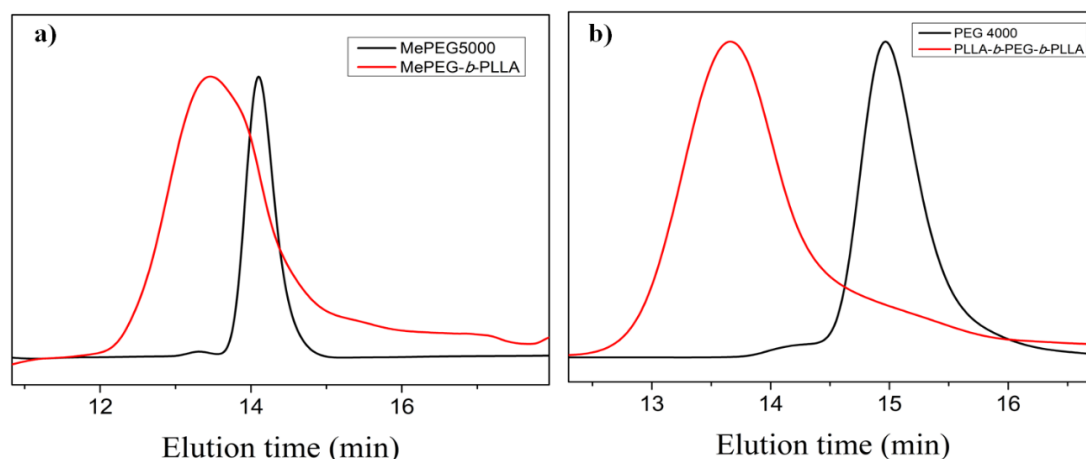 a)
MePEG5000
MePEG-b-PLLA
12
14
16
Elution time (min)
b)
PEG 4000
PLLA-b-PEG-b-PLLA
13
14
15
16
Elution time (min)